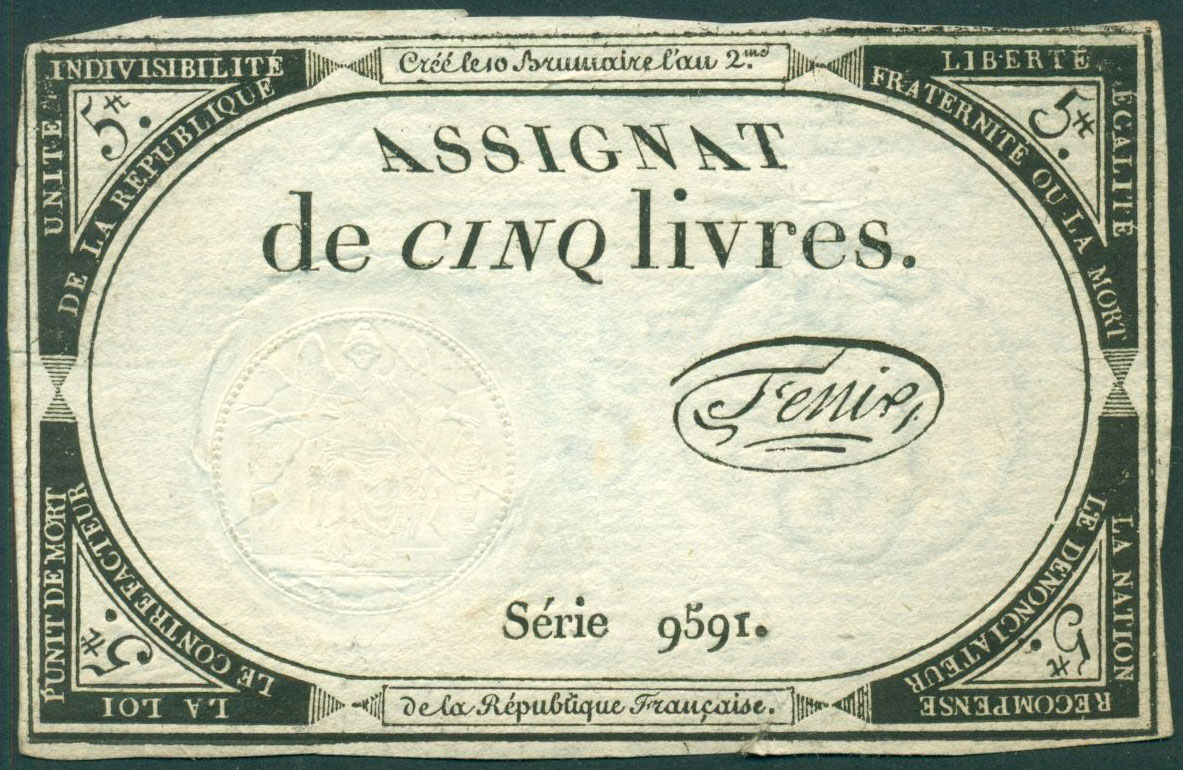 Créé le 10 Brumaire l'an 2.me
UNITÉ
INDIVISIBILITÉ
DE LA RÉPUBLIQUE
5#.
LIBERTÉ
ÉGALITÉ
FRATERNITÉ OU LA MORT
5#.
ASSIGNAT
de CINQ livres.
Série 9591.
LA LOI
PUNIT DE MORT
LE CONTREFACTEUR
5#.
LA NATION
RÉCOMPENSE
LE DÉNONCIATEUR
5#.
de la République Française.